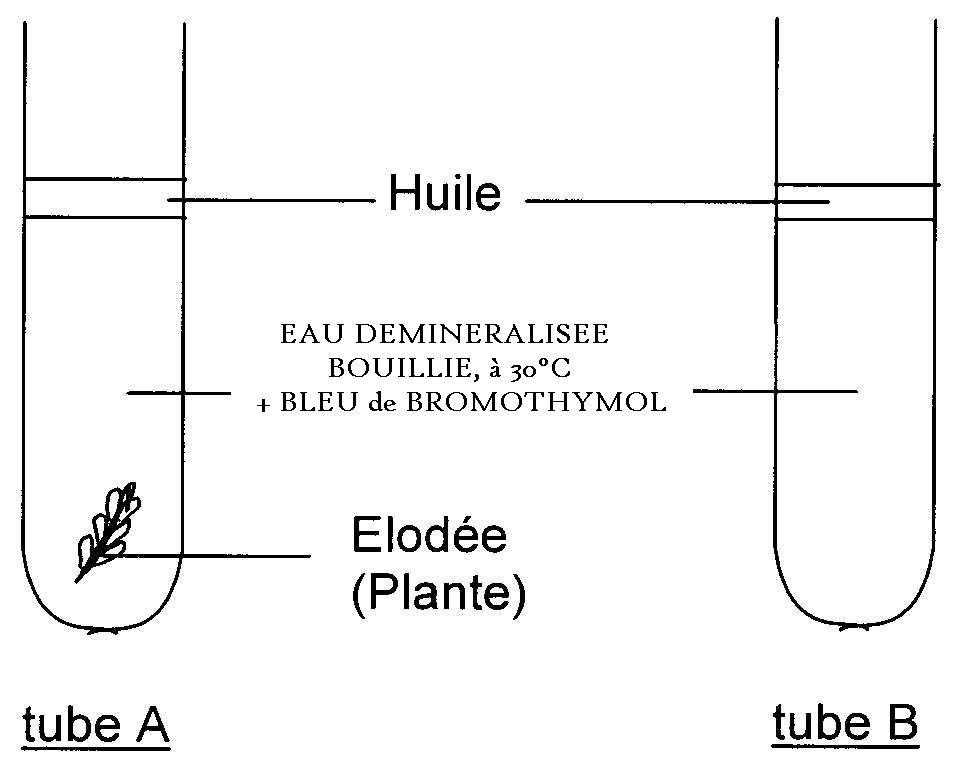 Huile
EAU DEMINERALISEE
BOUILLIE, à 30°C
+ BLEU de BROMOTHYMOL
Elodée
(Plante)
tube A
tube B